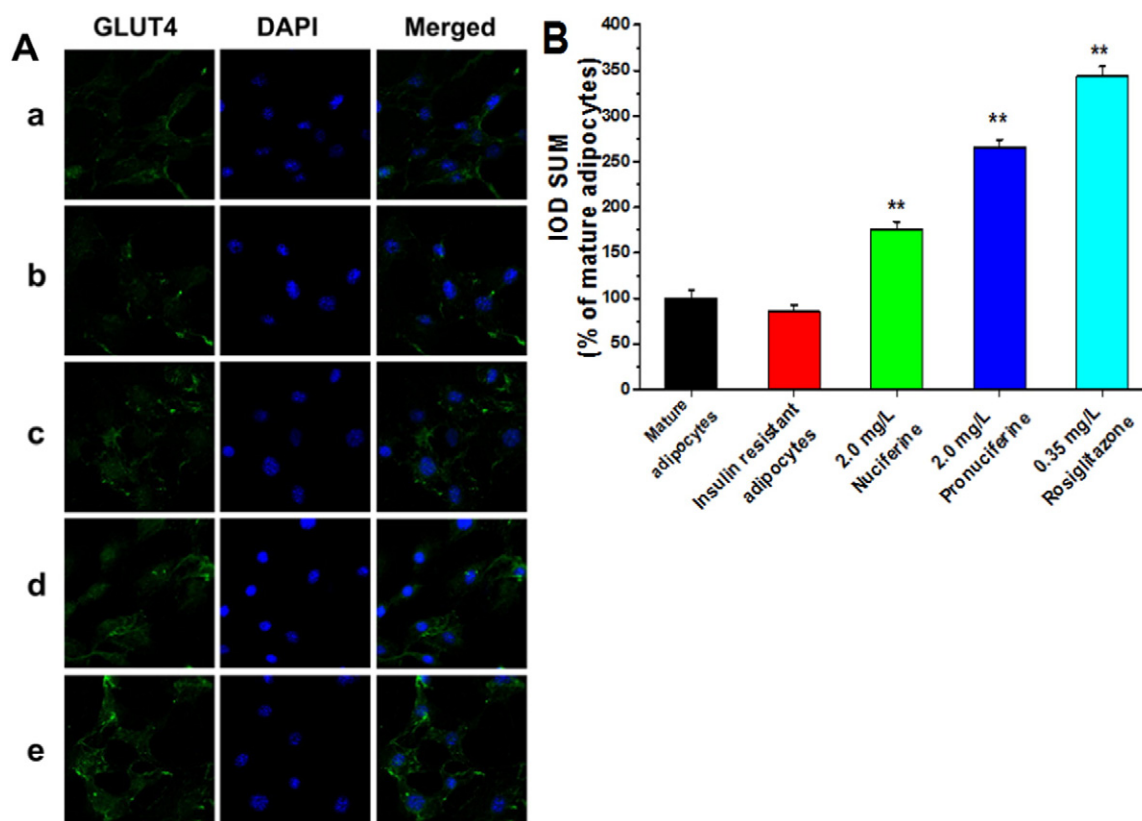 A
GLUT4 DAPI Merged
a
b
c
d
e
B
IOD SUM
(% of mature adipocytes)
400
350
300
250
200
150
100
50
0
**
**
**
Mature
adipocytes
Insulin resistant
adipocytes
2.0 mg/L
Nuciferine
2.0 mg/L
Pronuciferine
0.35 mg/L
Rosiglitazone